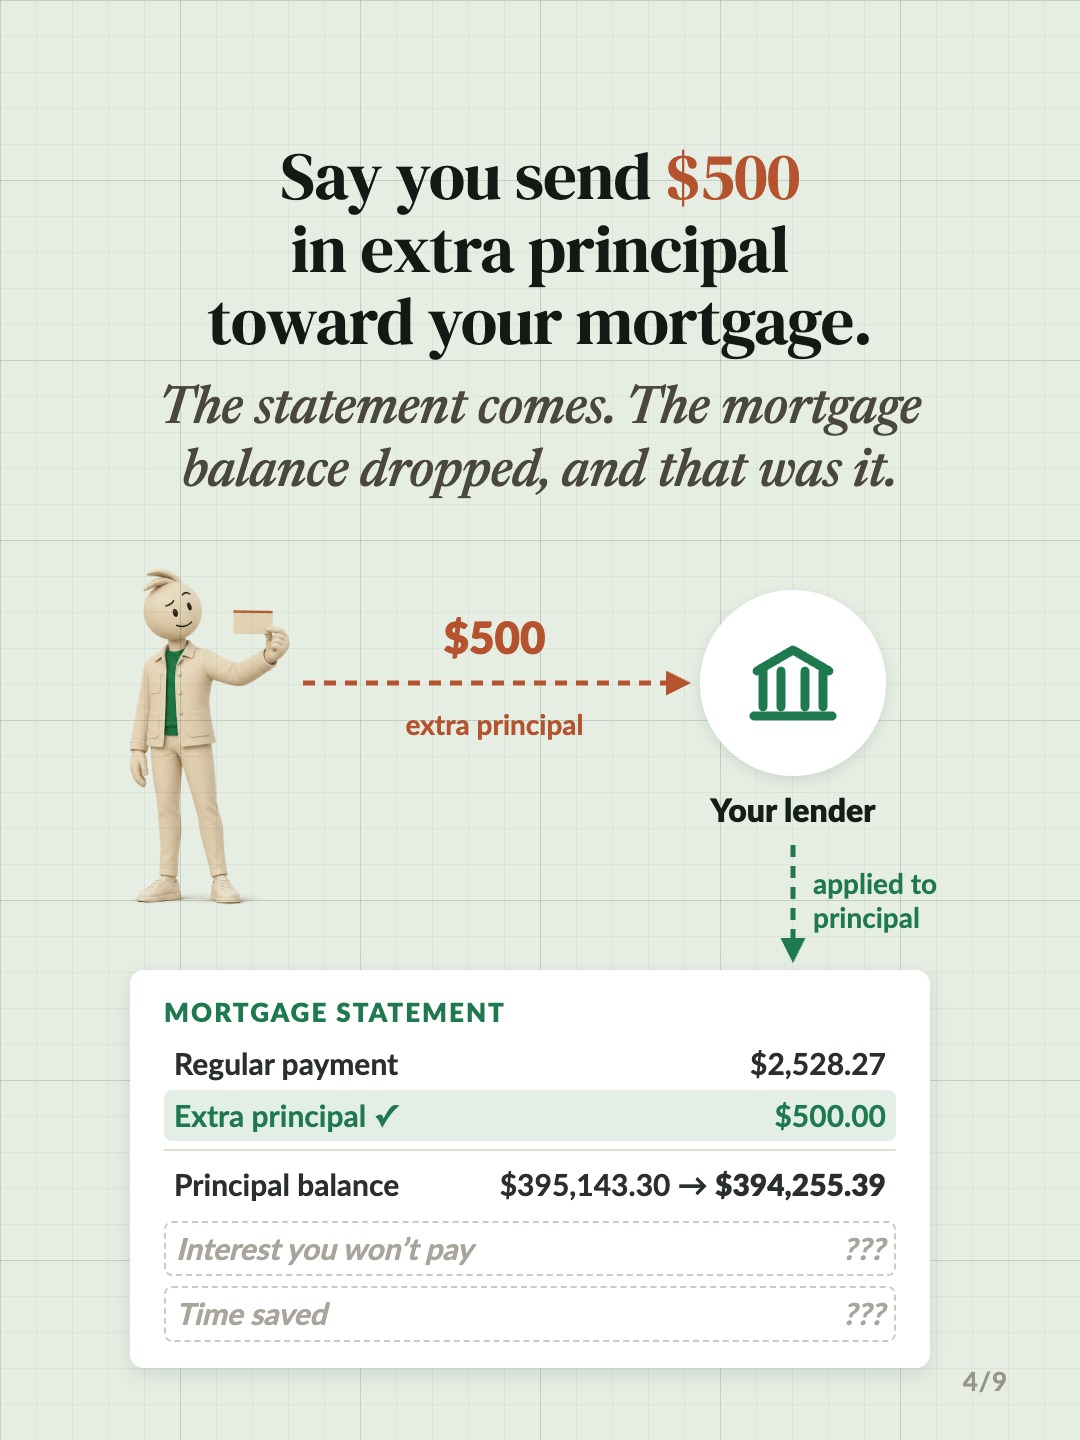 Say you send $500
in extra principal
toward your mortgage.
The statement comes. The mortgage
balance dropped, and that was it.
$500
extra principal
Your lender
applied to
principal
MORTGAGE STATEMENT
Regular payment $2,528.27
Extra principal ✓ $500.00
Principal balance $395,143.30 → $394,255.39
Interest you won’t pay ???
Time saved ???
4/9